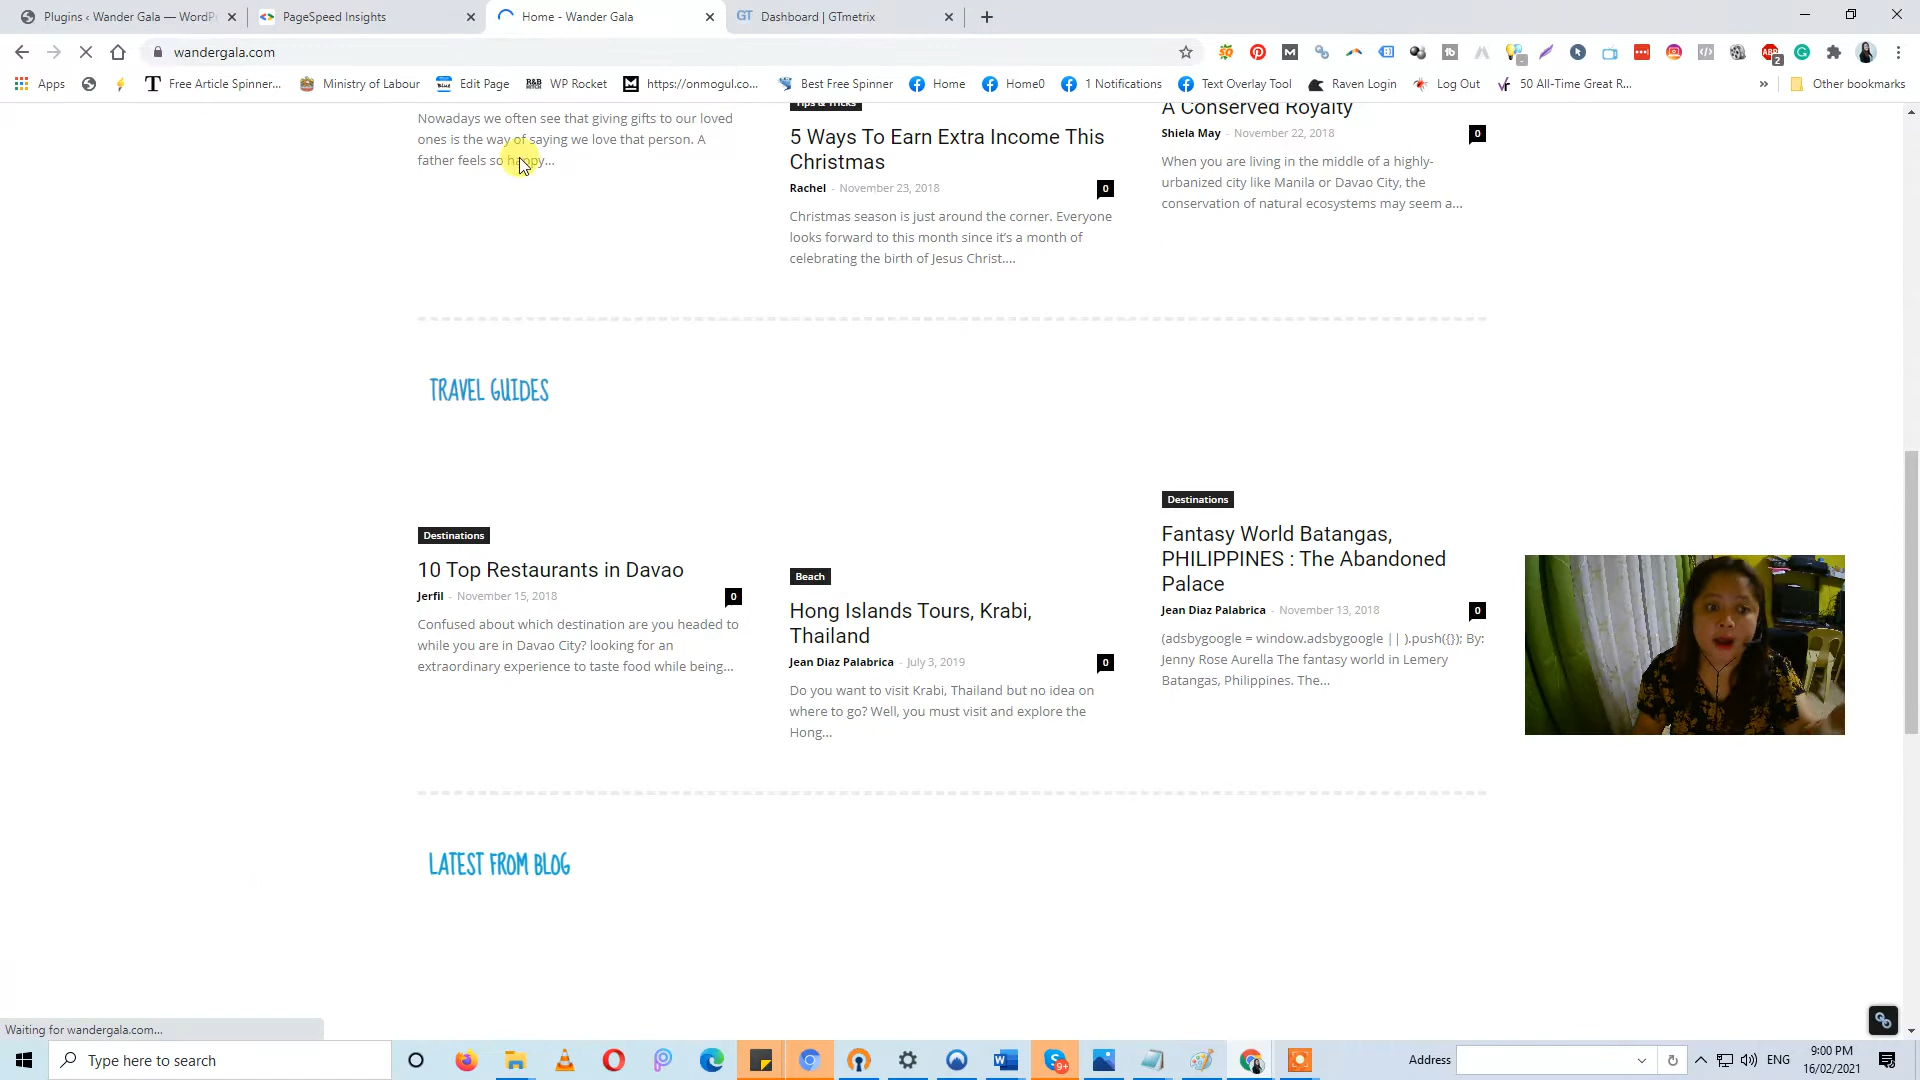 Plugins ‹ Wander Gala — WordPr
PageSpeed Insights
Home - Wander Gala
GT Dashboard | GTmetrix
wandergala.com
Apps
Free Article Spinner...
Ministry of Labour
Edit Page
WP Rocket
https://onmogul.co...
Best Free Spinner
Home
Home0
1 Notifications
Text Overlay Tool
Raven Login
Log Out
50 All-Time Great R...
»
Other bookmarks
Nowadays we often see that giving gifts to our loved
ones is the way of saying we love that person. A
father feels so happy...
Tips & Tricks
5 Ways To Earn Extra Income This
Christmas
Rachel - November 23, 2018
0
Christmas season is just around the corner. Everyone
looks forward to this month since it's a month of
celebrating the birth of Jesus Christ....
A Conserved Royalty
Shiela May - November 22, 2018
0
When you are living in the middle of a highly-
urbanized city like Manila or Davao City, the
conservation of natural ecosystems may seem a...
TRAVEL GUIDES
Destinations
10 Top Restaurants in Davao
Jerfil - November 15, 2018
0
Confused about which destination are you headed to
while you are in Davao City? looking for an
extraordinary experience to taste food while being...
Beach
Hong Islands Tours, Krabi,
Thailand
Jean Diaz Palabrica - July 3, 2019
0
Do you want to visit Krabi, Thailand but no idea on
where to go? Well, you must visit and explore the
Hong...
Destinations
Fantasy World Batangas,
PHILIPPINES : The Abandoned
Palace
Jean Diaz Palabrica - November 13, 2018
0
(adsbygoogle = window.adsbygoogle || ).push({}); By:
Jenny Rose Aurella The fantasy world in Lemery
Batangas, Philippines. The...
LATEST FROM BLOG
Waiting for wandergala.com...
Type here to search
Address
ENG
9:00 PM
16/02/2021